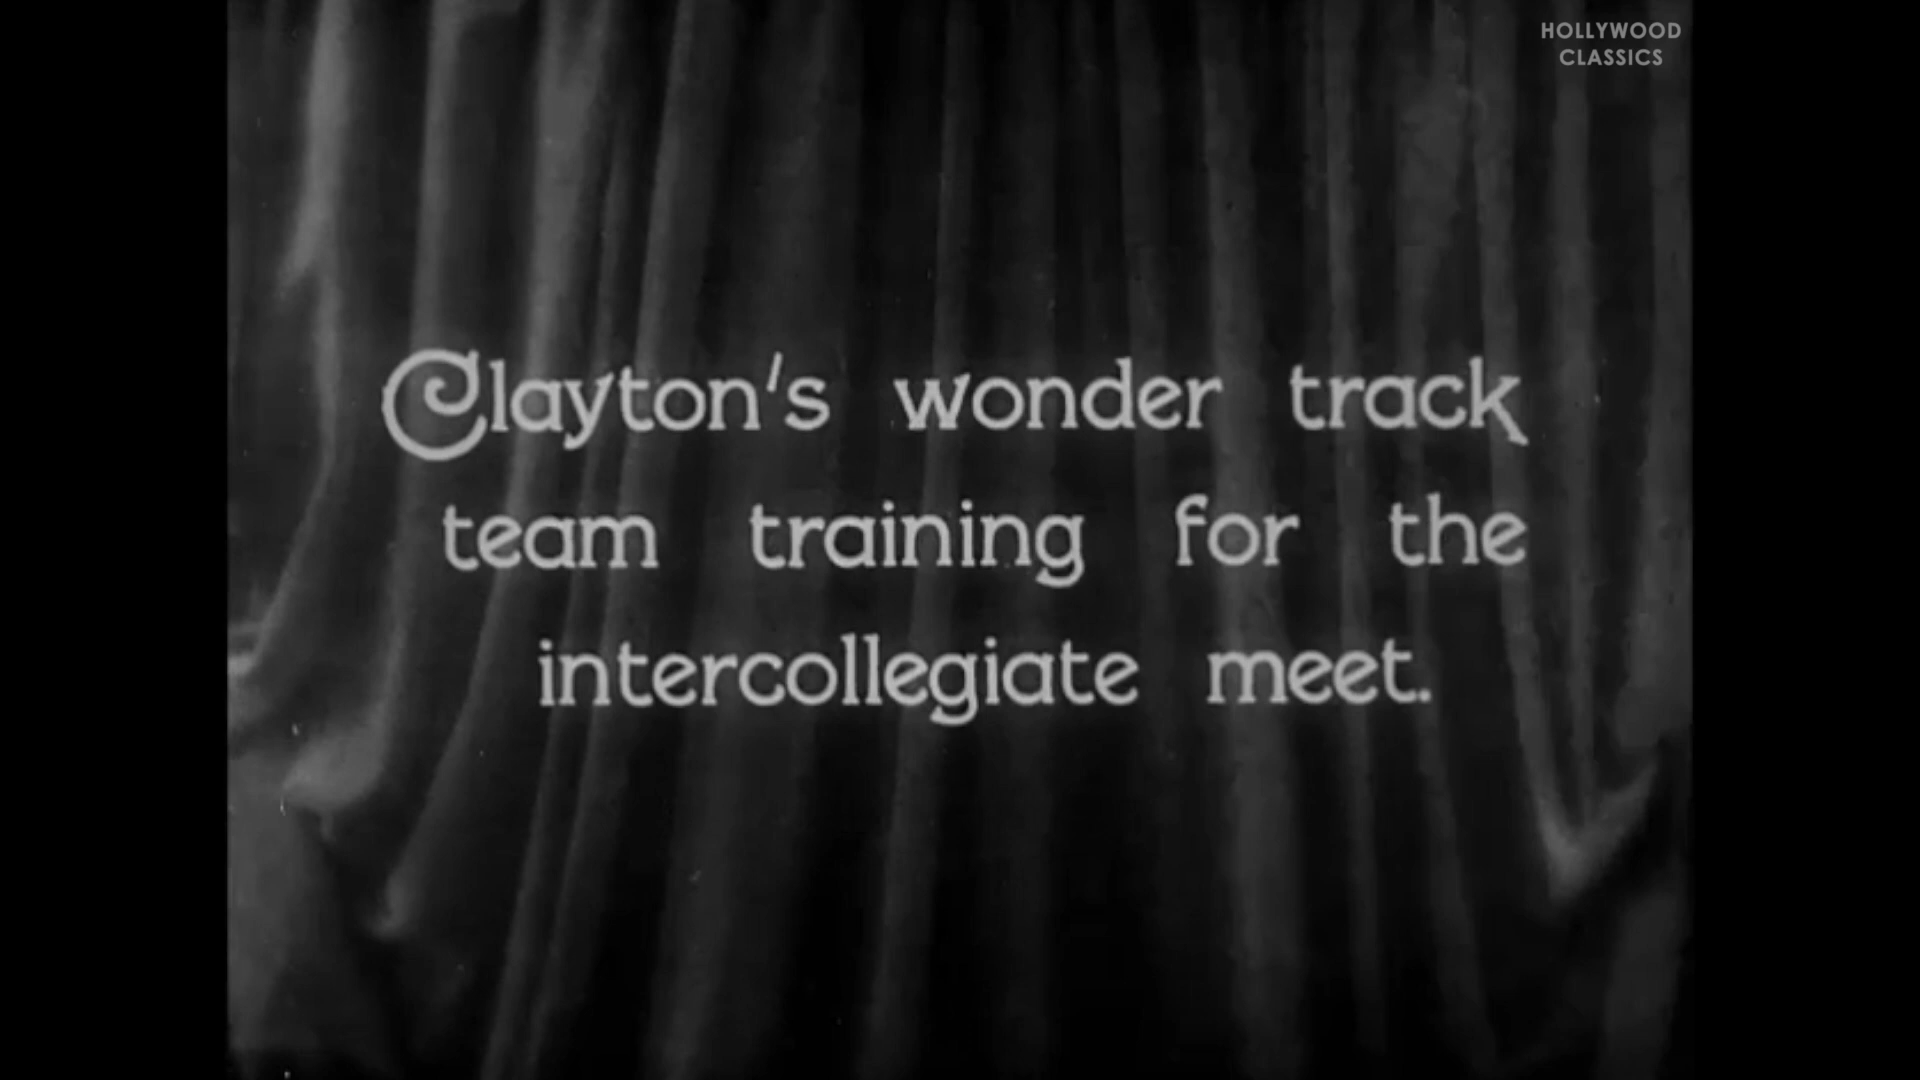 HOLLYWOOD
CLASSICS
Clayton's wonder track
team training for the
intercollegiate meet.